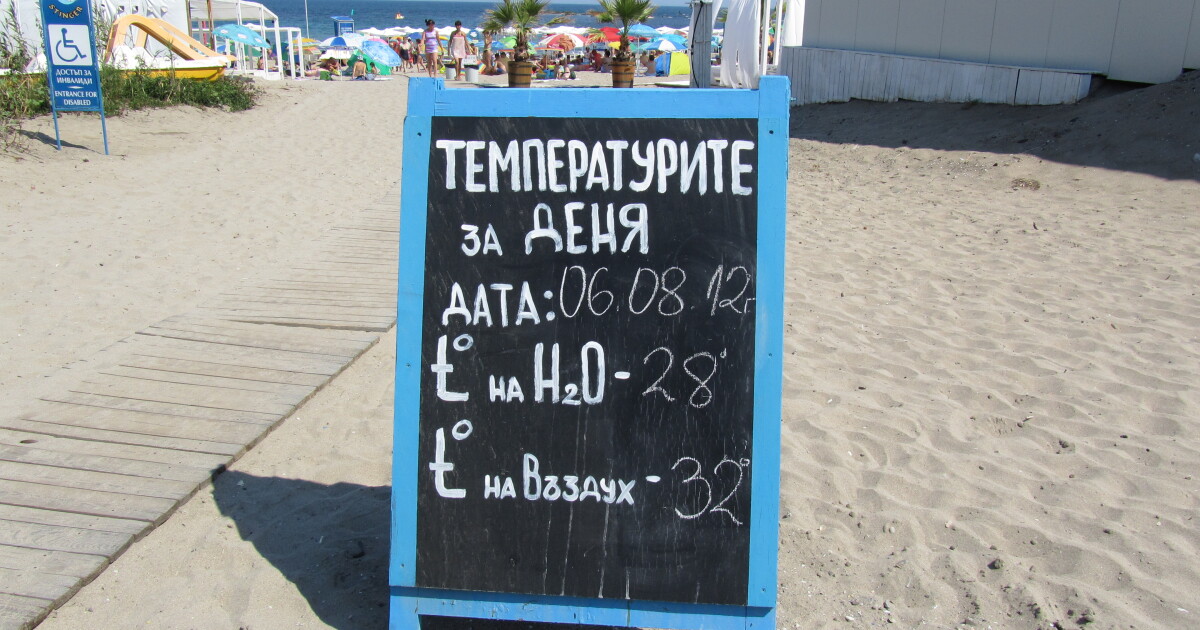 STINGER
ДОСТЪП ЗА
ИНВАЛИДИ
ENTRANCE FOR
DISABLED
ТЕМПЕРАТУРИТЕ
ЗА ДЕНЯ
ДАТА: 06.08.12г
t° НА H₂O - 28°
t° НА ВЪЗДУХ - 32°